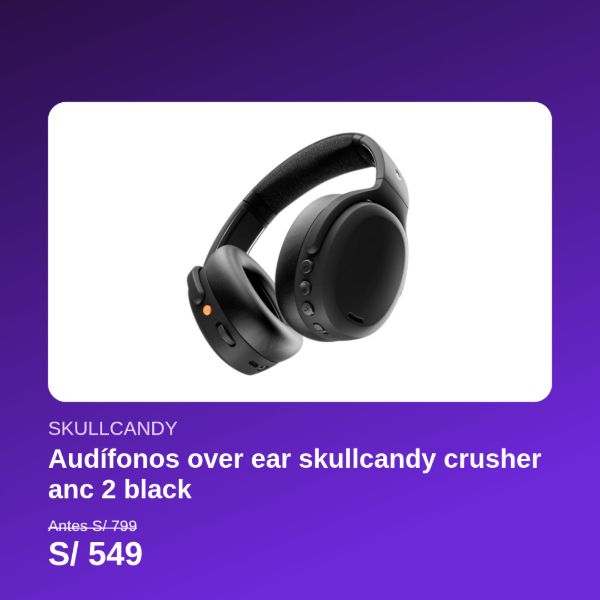 SKULLCANDY
Audífonos over ear skullcandy crusher
anc 2 black
Antes S/ 799
S/ 549